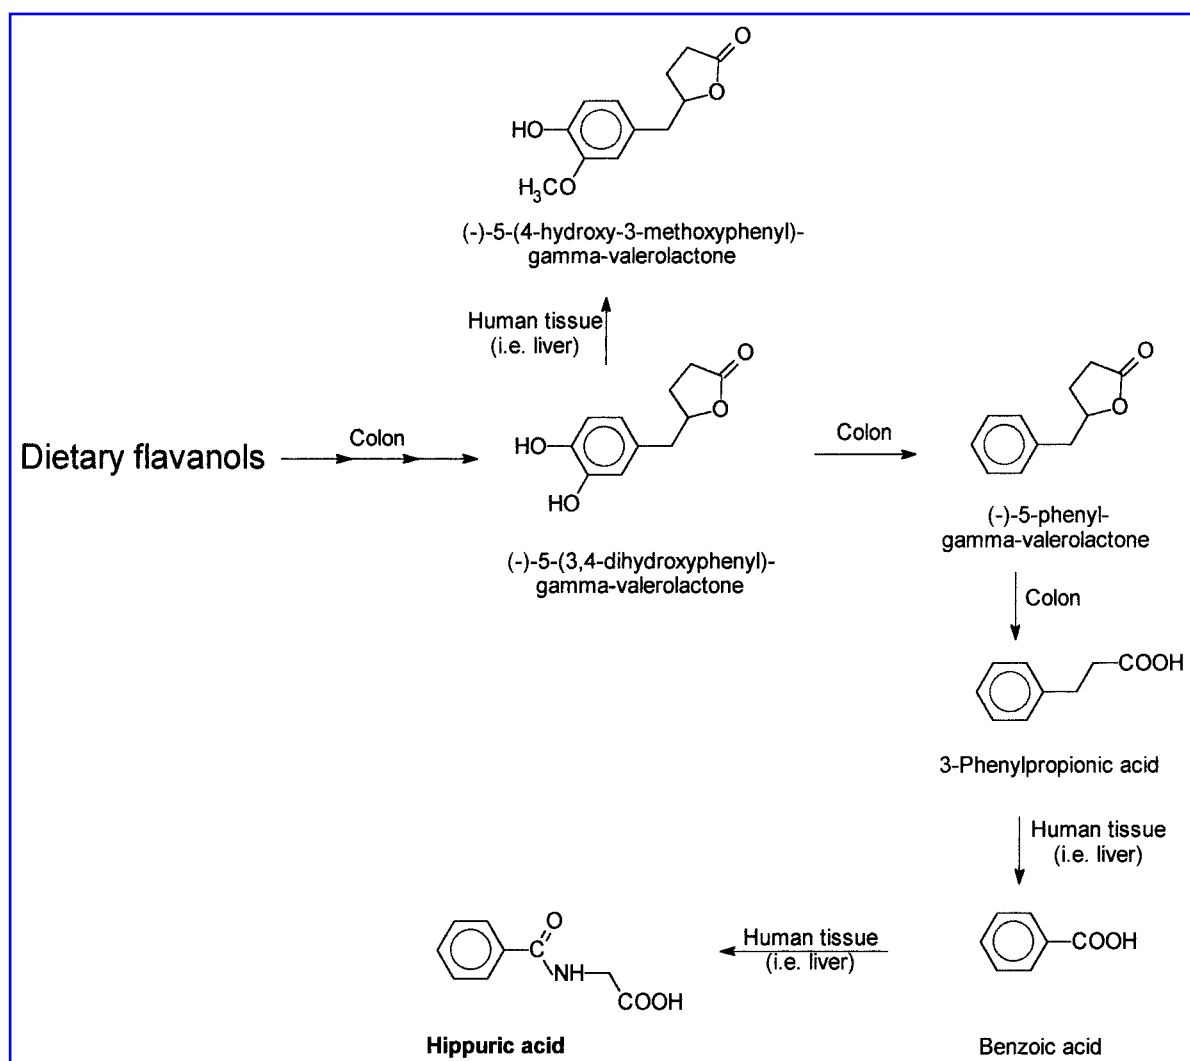 O
O
HO
H3CO
(-)-5-(4-hydroxy-3-methoxyphenyl)-
gamma-valerolactone
Human tissue
(i.e. liver)
O
O
HO
HO
Dietary flavanols
Colon
(-)-5-(3,4-dihydroxyphenyl)-
gamma-valerolactone
Colon
O
O
(-)-5-phenyl-
gamma-valerolactone
Colon
COOH
3-Phenylpropionic acid
Human tissue
(i.e. liver)
COOH
Benzoic acid
Human tissue
(i.e. liver)
O
C
NH
COOH
Hippuric acid